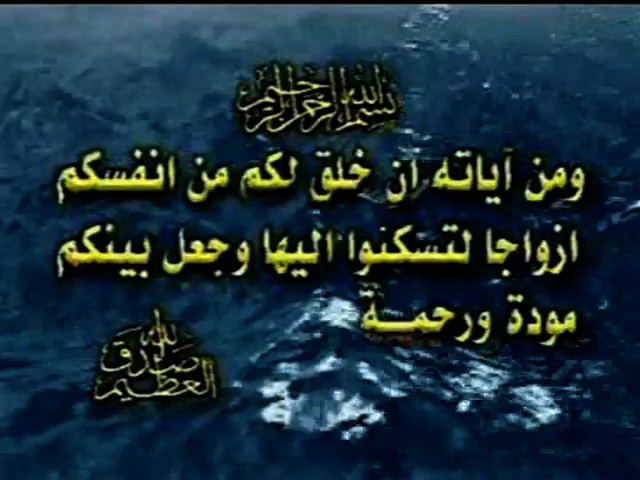 بسم الله الرحمن الرحيم
ومن آياته ان خلق لكم من انفسكم
ازواجا لتسكنوا اليها وجعل بينكم
مودة ورحمــة
صدق الله العظيم